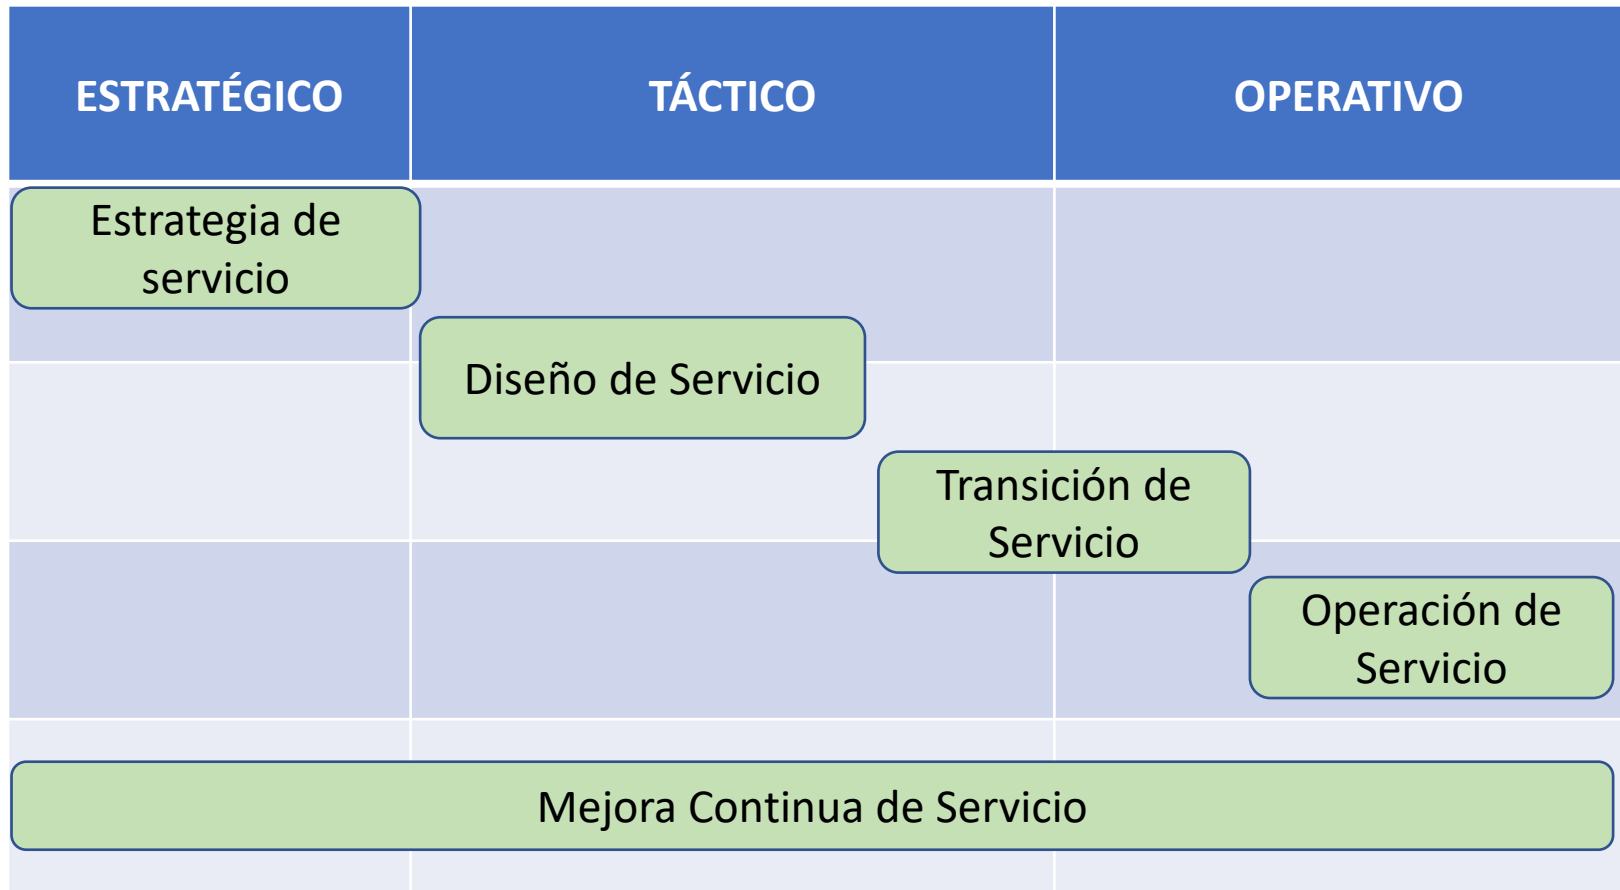 ESTRATÉGICO
TÁCTICO
OPERATIVO
Estrategia de
servicio
Diseño de Servicio
Transición de
Servicio
Operación de
Servicio
Mejora Continua de Servicio